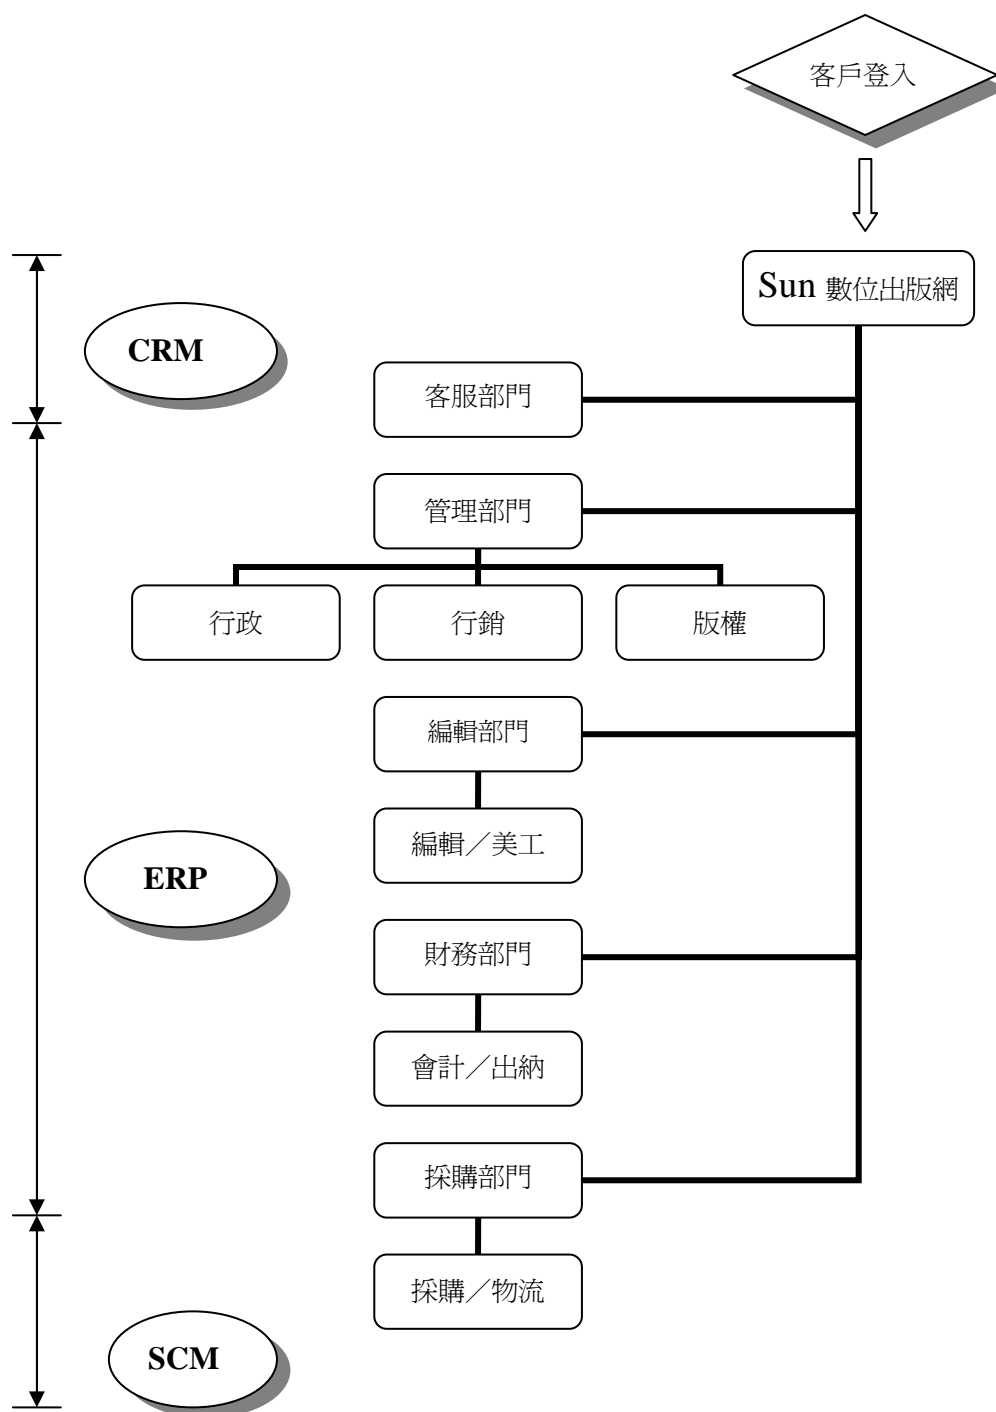 客戶登入
Sun 數位出版網
CRM
客服部門
管理部門
行政
行銷
版權
編輯部門
編輯／美工
ERP
財務部門
會計／出納
採購部門
採購／物流
SCM